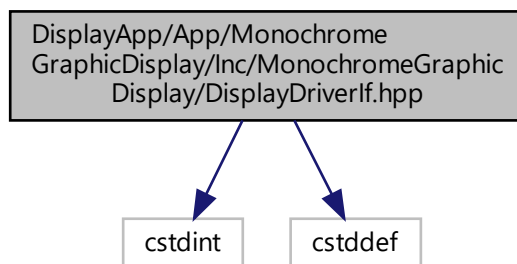 DisplayApp/App/Monochrome
GraphicDisplay/Inc/MonochromeGraphic
Display/DisplayDriverIf.hpp
cstdint
cstddef